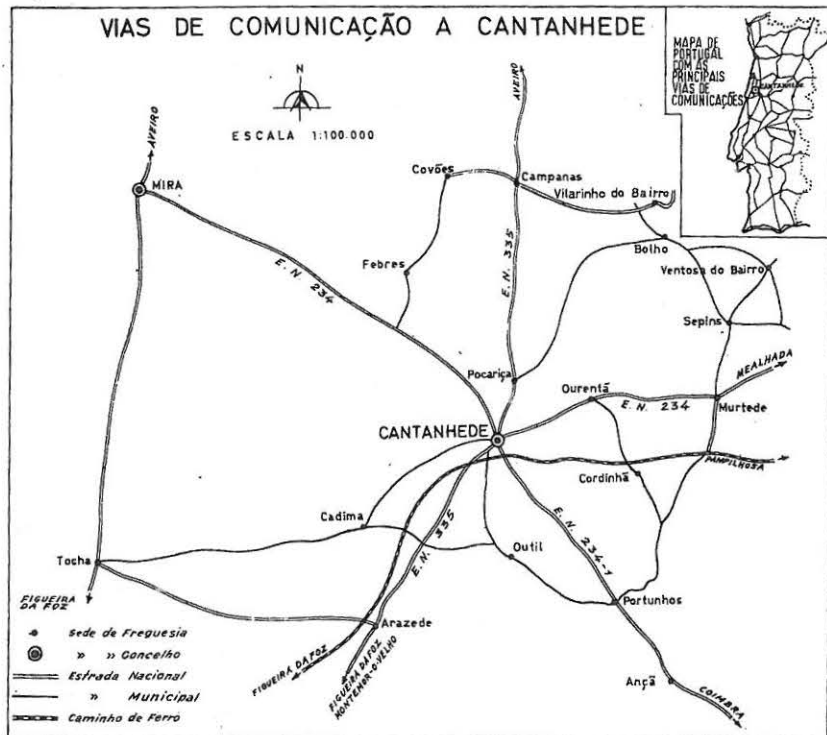 VIAS DE COMUNICAÇÃO A CANTANHEDE
MAPA DE
PORTUGAL
COM AS
PRINCIPAIS
VIAS DE
COMUNICAÇÕES
CANTANHEDE
N
ESCALA 1:100.000
AVEIRO
AVEIRO
MIRA
Covões
Campanas
Vilarinho do Bairro
Bolho
Febres
E. N. 335
Ventosa do Bairro
E. N. 234
Sepins
Pocariça
MEALHADA
Ourentã
E. N. 234
Murtede
CANTANHEDE
PAMPILHOSA
Cordinhã
Cadima
E. N. 335
E. N. 234-1
Outil
Tocha
Portunhos
FIGUEIRA
DA FOZ
Arazede
FIGUEIRA DA FOZ
FIGUEIRA DA FOZ
MONTEMOR-O-VELHO
Ançã
COIMBRA
Sede de Freguesia
» » Concelho
Estrada Nacional
» Municipal
Caminho de Ferro